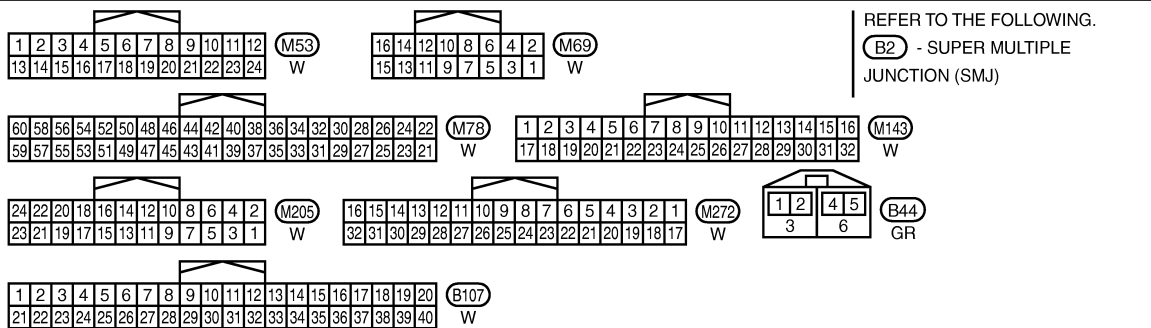 REFER TO THE FOLLOWING.
B2 - SUPER MULTIPLE
JUNCTION (SMJ)
1 2 3 4 5 6 7 8 9 10 11 12 M53
13 14 15 16 17 18 19 20 21 22 23 24 W
16 14 12 10 8 6 4 2 M69
15 13 11 9 7 5 3 1 W
60 58 56 54 52 50 48 46 44 42 40 38 36 34 32 30 28 26 24 22 M78
59 57 55 53 51 49 47 45 43 41 39 37 35 33 31 29 27 25 23 21 W
1 2 3 4 5 6 7 8 9 10 11 12 13 14 15 16 M143
17 18 19 20 21 22 23 24 25 26 27 28 29 30 31 32 W
24 22 20 18 16 14 12 10 8 6 4 2 M205
23 21 19 17 15 13 11 9 7 5 3 1 W
16 15 14 13 12 11 10 9 8 7 6 5 4 3 2 1 M272
32 31 30 29 28 27 26 25 24 23 22 21 20 19 18 17 W
1 2 4 5 B44
3 6 GR
1 2 3 4 5 6 7 8 9 10 11 12 13 14 15 16 17 18 19 20 B107
21 22 23 24 25 26 27 28 29 30 31 32 33 34 35 36 37 38 39 40 W